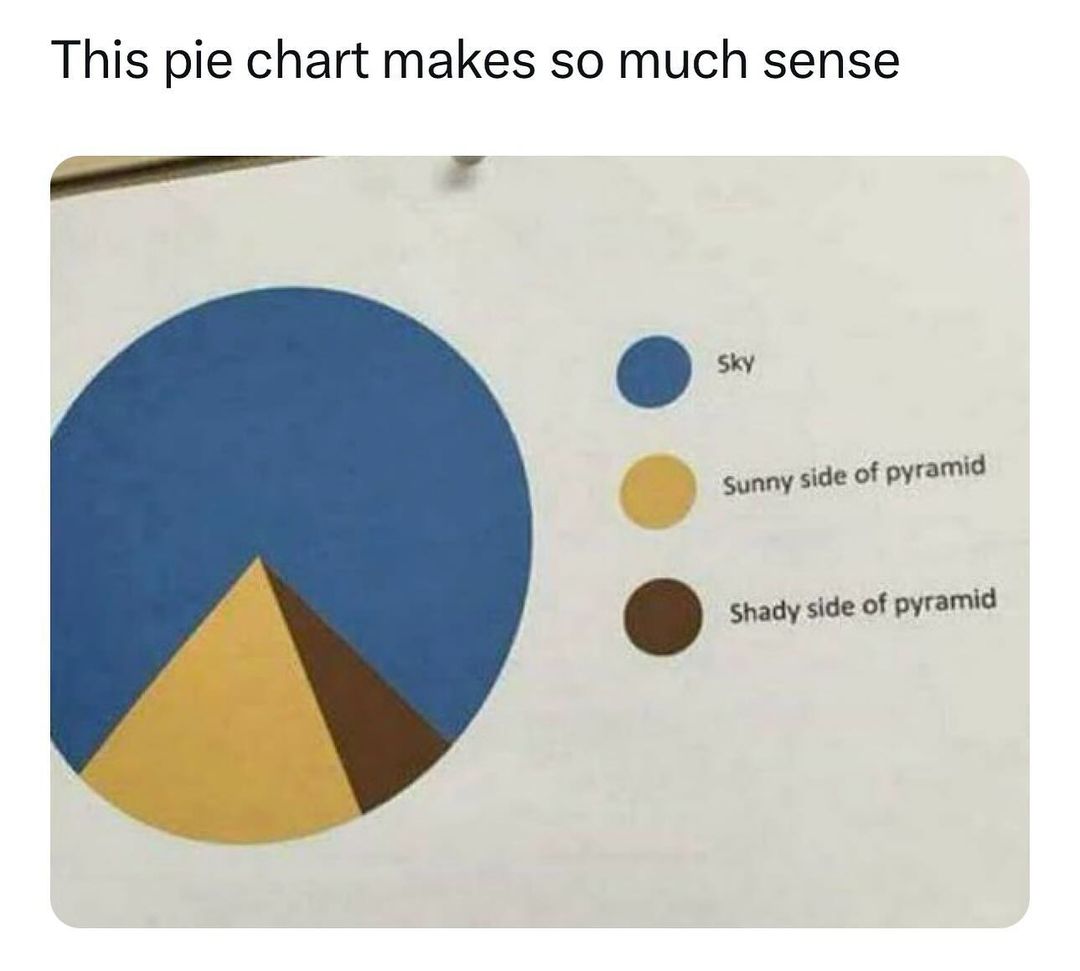 This pie chart makes so much sense
Sky
Sunny side of pyramid
Shady side of pyramid